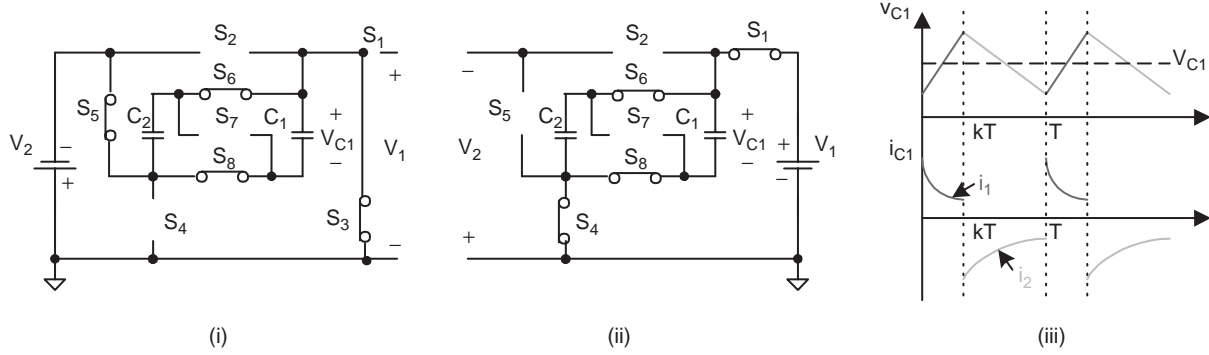 S2
S1
+
S6
S5
C2
S7
C1
+
VC1
−
V2
−
+
S8
V1
S4
S3
−
(i)
S2
S1
−
S6
S5
C2
S7
C1
+
VC1
−
V2
S8
+
−
V1
S4
+
(ii)
vC1
VC1
kT
T
iC1
i1
kT
T
i2
(iii)